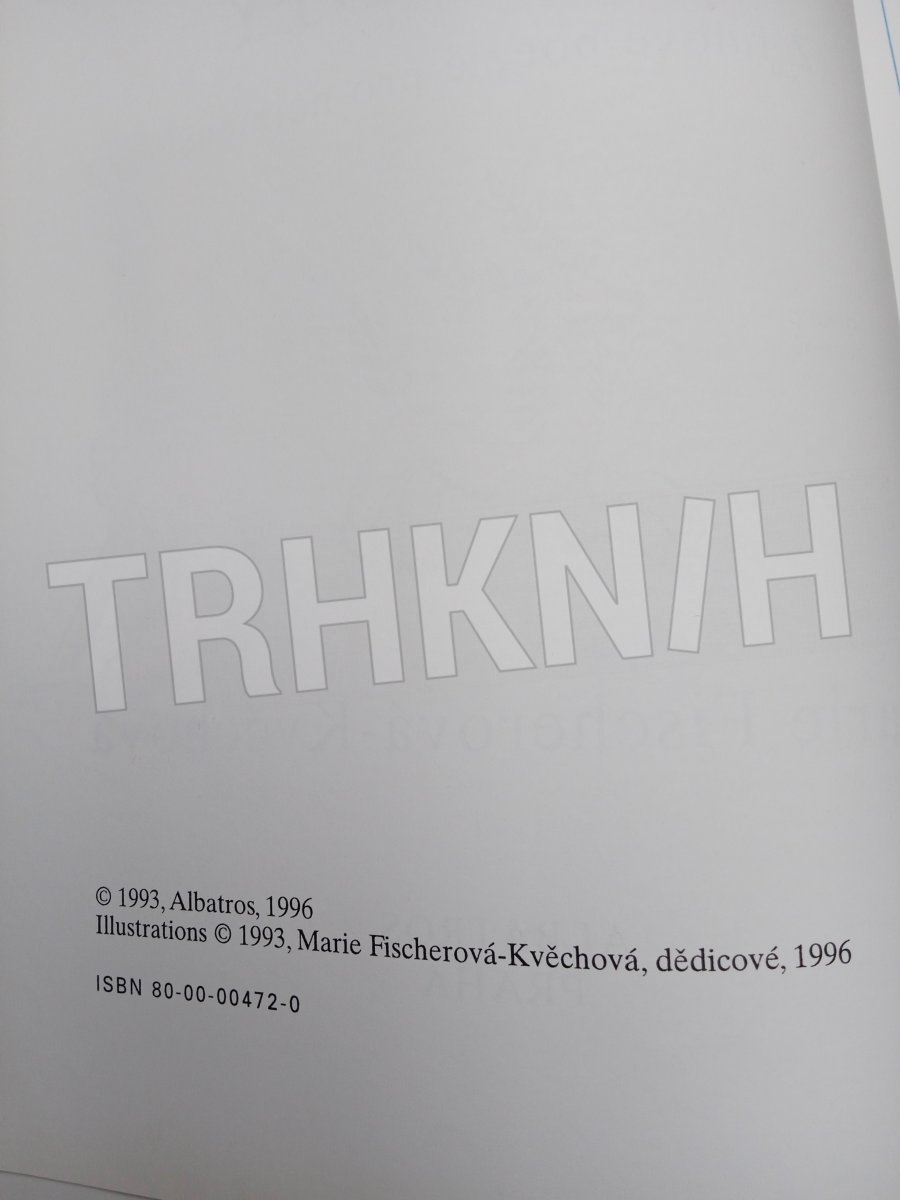 TRHKNIH
© 1993, Albatros, 1996
Illustrations © 1993, Marie Fischerová-Kvěchová, dědicové, 1996
ISBN 80-00-00472-0